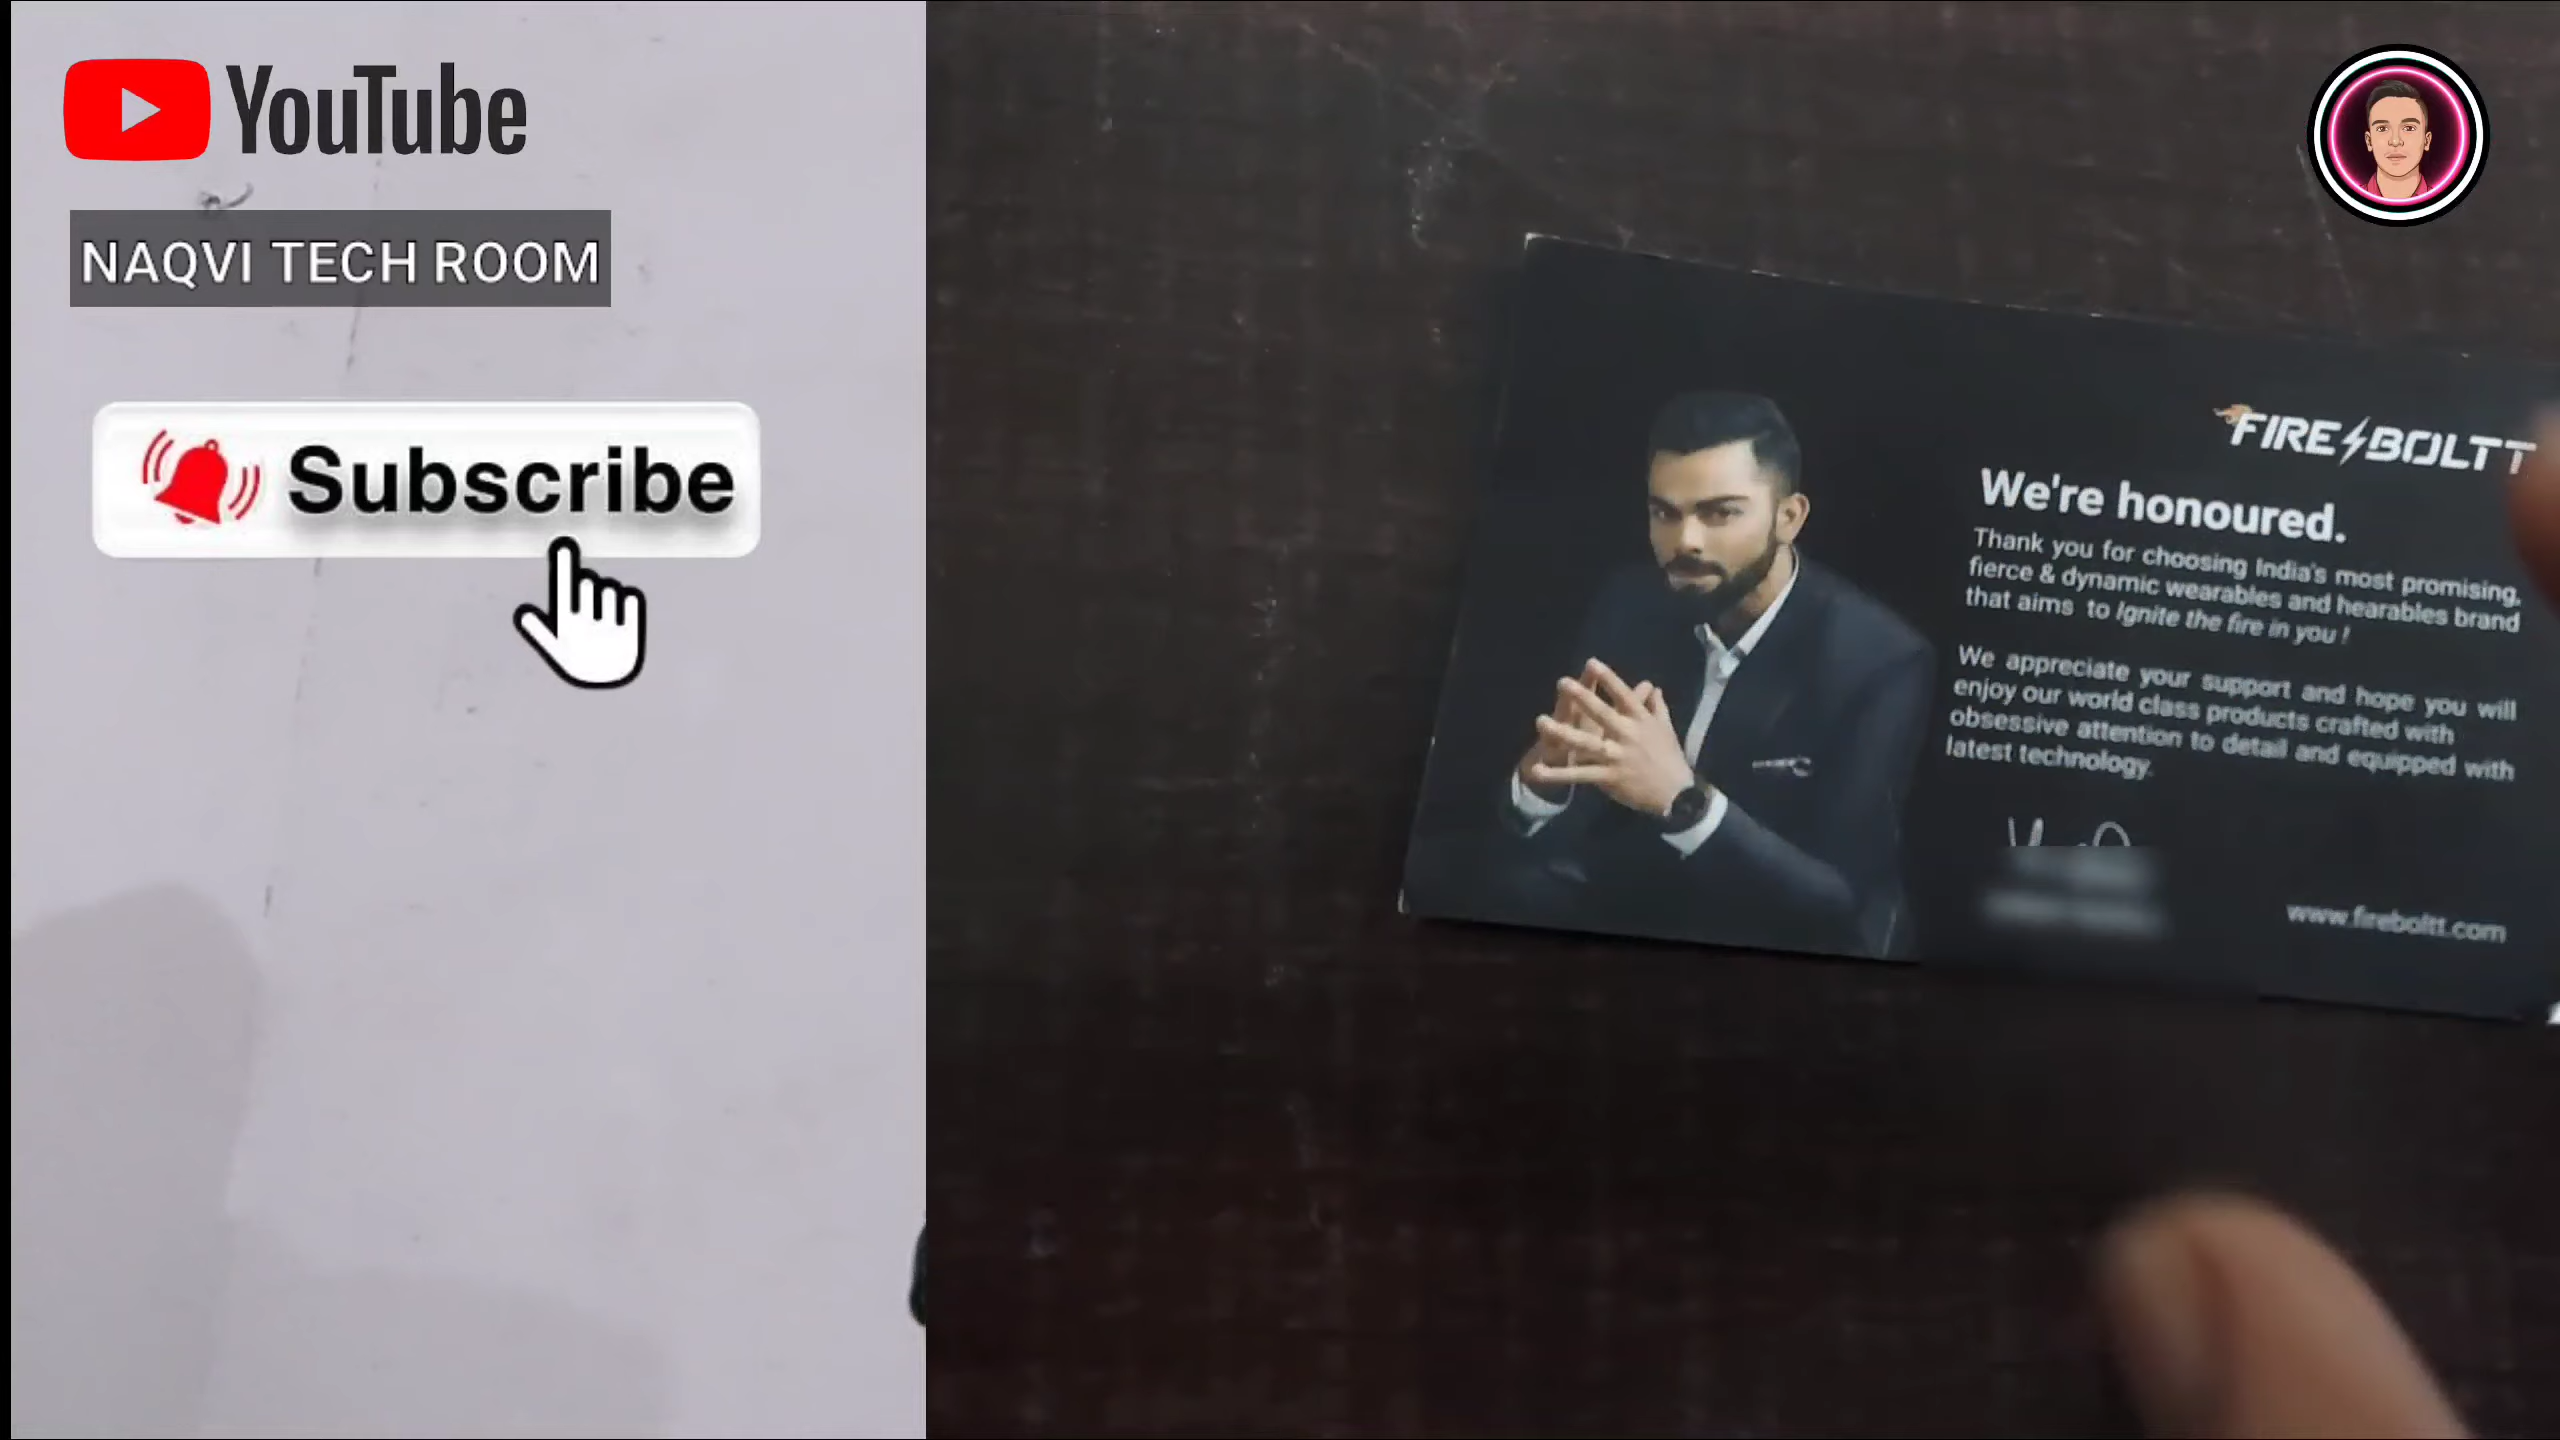 YouTube
NAQVI TECH ROOM
Subscribe
FIRE BOLTT
We're honoured.
Thank you for choosing India's most promising,
fierce & dynamic wearables and hearables brand
that aims to Ignite the fire in you !
We appreciate your support and hope you will
enjoy our world class products crafted with
obsessive attention to detail and equipped with
latest technology.
www.fireboltt.com